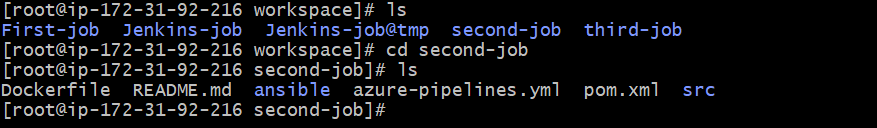 [root@ip-172-31-92-216 workspace]# ls
First-job  Jenkins-job  Jenkins-job@tmp  second-job  third-job
[root@ip-172-31-92-216 workspace]# cd second-job
[root@ip-172-31-92-216 second-job]# ls
Dockerfile  README.md  ansible  azure-pipelines.yml  pom.xml  src
[root@ip-172-31-92-216 second-job]#